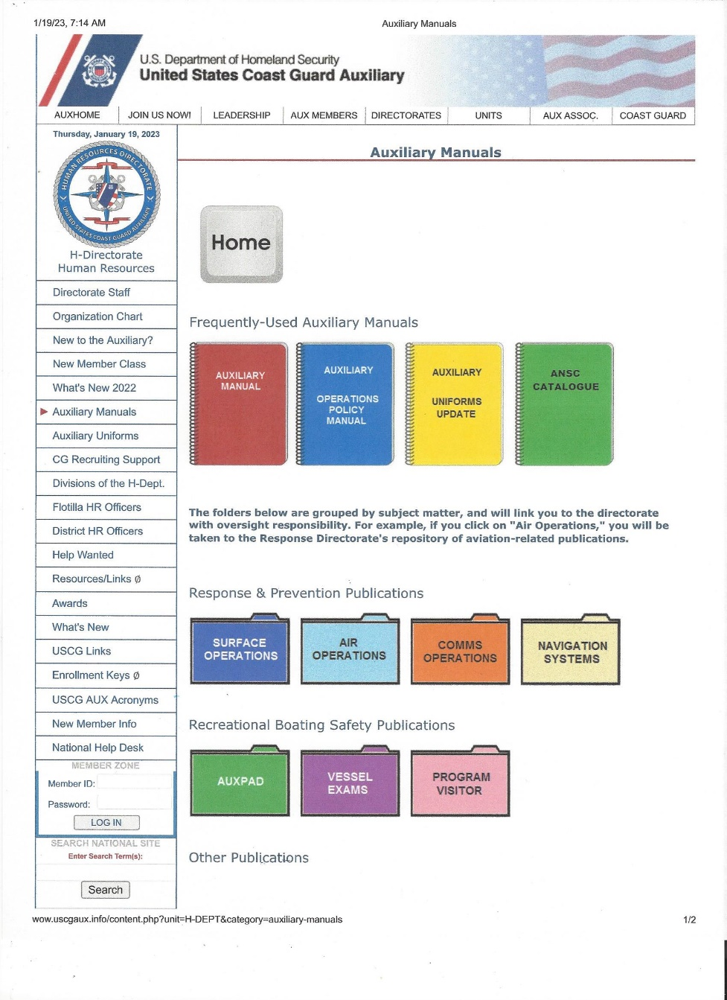 1/19/23, 7:14 AM
Auxiliary Manuals
U.S. Department of Homeland Security
United States Coast Guard Auxiliary
AUXHOME
JOIN US NOW!
LEADERSHIP
AUX MEMBERS
DIRECTORATES
UNITS
AUX ASSOC.
COAST GUARD
Thursday, January 19, 2023
HUMAN RESOURCES DIRECTORATE
UNITED STATES COAST GUARD AUXILIARY
H-Directorate
Human Resources
Directorate Staff
Organization Chart
New to the Auxiliary?
New Member Class
What's New 2022
Auxiliary Manuals
Auxiliary Uniforms
CG Recruiting Support
Divisions of the H-Dept.
Flotilla HR Officers
District HR Officers
Help Wanted
Resources/Links ∅
Awards
What's New
USCG Links
Enrollment Keys ∅
USCG AUX Acronyms
New Member Info
National Help Desk
MEMBER ZONE
Member ID:
Password:
LOG IN
SEARCH NATIONAL SITE
Enter Search Term(s):
Search
Auxiliary Manuals
Home
Frequently-Used Auxiliary Manuals
AUXILIARY
MANUAL
AUXILIARY
OPERATIONS
POLICY
MANUAL
AUXILIARY
UNIFORMS
UPDATE
ANSC
CATALOGUE
The folders below are grouped by subject matter, and will link you to the directorate
with oversight responsibility. For example, if you click on "Air Operations," you will be
taken to the Response Directorate's repository of aviation-related publications.
Response & Prevention Publications
SURFACE
OPERATIONS
AIR
OPERATIONS
COMMS
OPERATIONS
NAVIGATION
SYSTEMS
Recreational Boating Safety Publications
AUXPAD
VESSEL
EXAMS
PROGRAM
VISITOR
Other Publications
wow.uscgaux.info/content.php?unit=H-DEPT&category=auxiliary-manuals
1/2